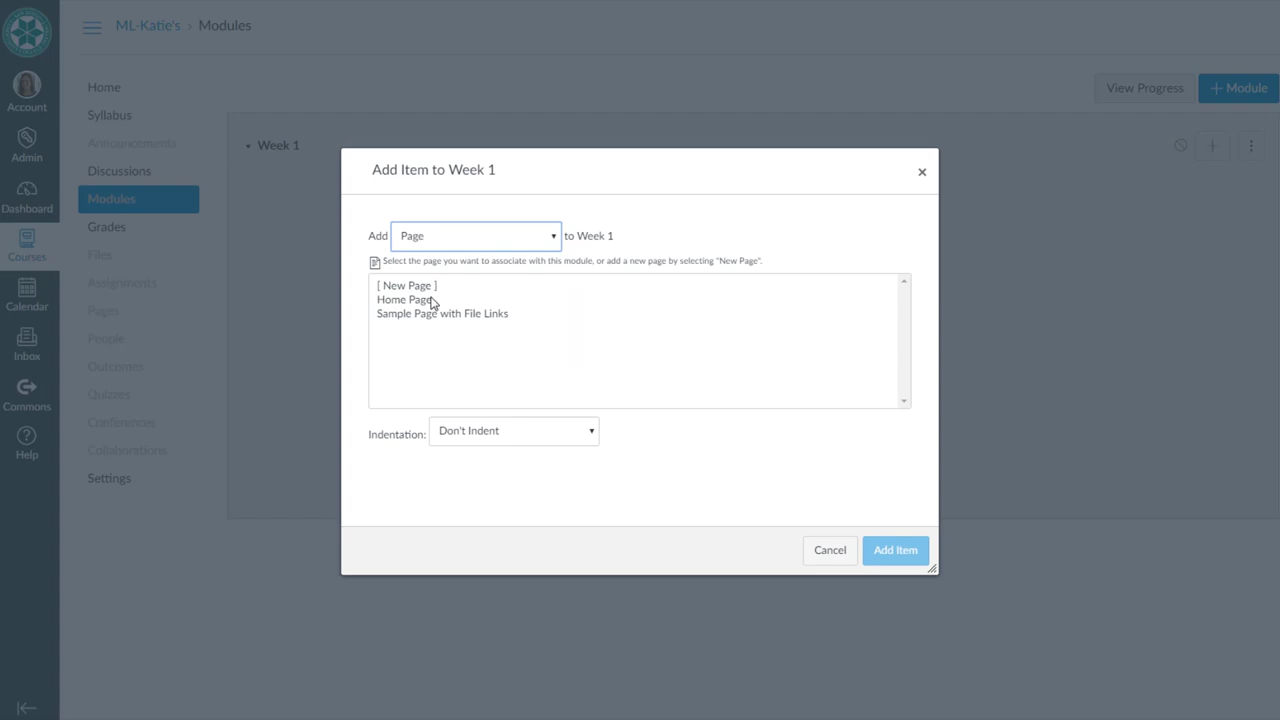 ML-Katie's › Modules
Account
Admin
Dashboard
Courses
Calendar
Inbox
Commons
Help
Home
Syllabus
Announcements
Discussions
Modules
Grades
Files
Assignments
Pages
People
Outcomes
Quizzes
Conferences
Collaborations
Settings
View Progress
+ Module
Week 1
Add Item to Week 1
×
Add Page to Week 1
Select the page you want to associate with this module, or add a new page by selecting "New Page".
[ New Page ]
Home Page
Sample Page with File Links
Indentation: Don't Indent
Cancel
Add Item